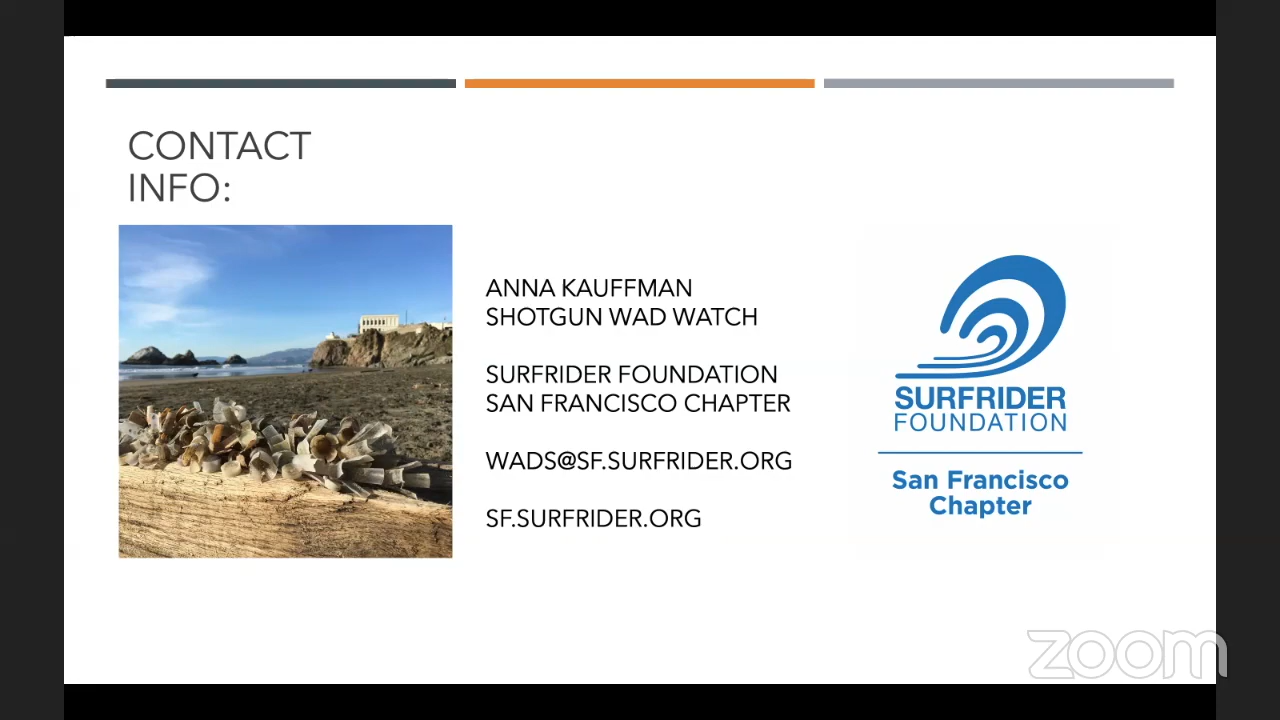 CONTACT
INFO:
ANNA KAUFFMAN
SHOTGUN WAD WATCH
SURFRIDER FOUNDATION
SAN FRANCISCO CHAPTER
WADS@SF.SURFRIDER.ORG
SF.SURFRIDER.ORG
SURFRIDER
FOUNDATION
San Francisco
Chapter
zoom